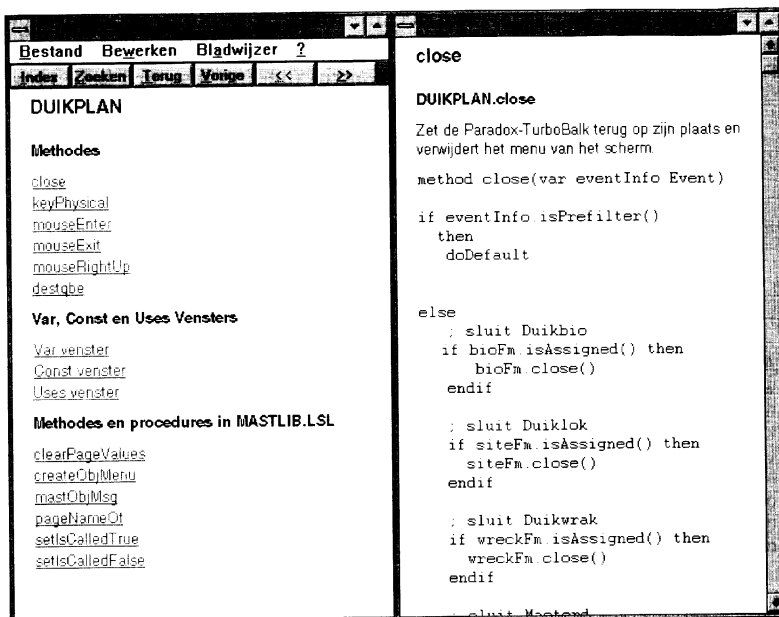 Bestand Bewerken Bladwijzer ?
Index Zoeken Terug Vorige << >>
DUIKPLAN
Methodes
close
keyPhysical
mouseEnter
mouseExit
mouseRightUp
destqbe
Var, Const en Uses Vensters
Var venster
Const venster
Uses venster
Methodes en procedures in MASTLIB.LSL
clearPageValues
createObjMenu
mastObjMsg
pageNameOf
setIsCalledTrue
setIsCalledFalse
close
DUIKPLAN.close
Zet de Paradox-TurboBalk terug op zijn plaats en
verwijdert het menu van het scherm.
method close(var eventInfo Event)
if eventInfo.isPrefilter()
then
doDefault
else
; sluit Duikbio
if bioFm.isAssigned() then
bioFm.close()
endif
; sluit Duiklok
if siteFm.isAssigned() then
siteFm.close()
endif
; sluit Duikwrak
if wreckFm.isAssigned() then
wreckFm.close()
endif
; sluit